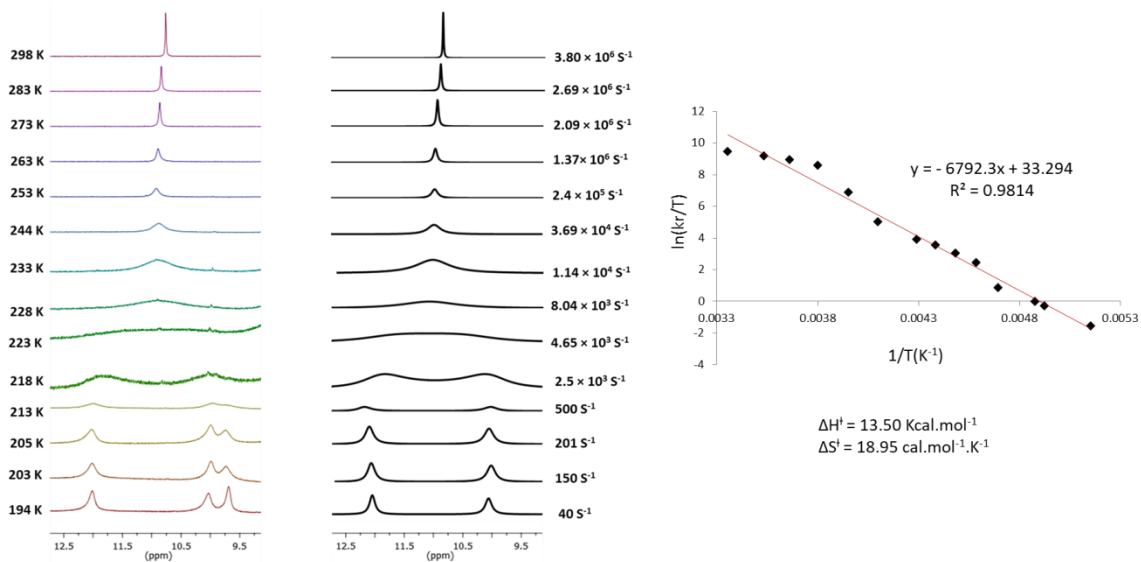 298 K
283 K
273 K
263 K
253 K
244 K
233 K
228 K
223 K
218 K
213 K
205 K
203 K
194 K
12.5 11.5 10.5 9.5
(ppm)
3.80 × 10⁶ S⁻¹
2.69 × 10⁶ S⁻¹
2.09 × 10⁶ S⁻¹
1.37× 10⁶ S⁻¹
2.4 × 10⁵ S⁻¹
3.69 × 10⁴ S⁻¹
1.14 × 10⁴ S⁻¹
8.04 × 10³ S⁻¹
4.65 × 10³ S⁻¹
2.5 × 10³ S⁻¹
500 S⁻¹
201 S⁻¹
150 S⁻¹
40 S⁻¹
12.5 11.5 10.5 9.5
(ppm)
12
10
8
6
4
2
0
-2
-4
ln(kr/T)
y = - 6792.3x + 33.294
R² = 0.9814
0.0033 0.0038 0.0043 0.0048 0.0053
1/T(K⁻¹)
ΔH‡ = 13.50 Kcal.mol⁻¹
ΔS‡ = 18.95 cal.mol⁻¹.K⁻¹